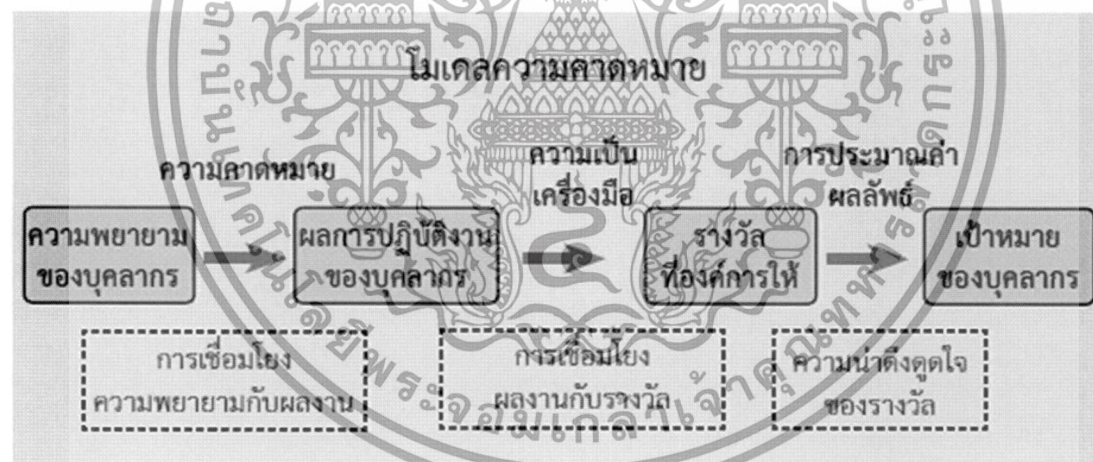 โมเดลความคาดหมาย
ความคาดหมาย
ความเป็น
เครื่องมือ
การประมาณค่า
ผลลัพธ์
ความพยายาม
ของบุคลากร
ผลการปฏิบัติงาน
ของบุคลากร
รางวัล
ที่องค์การให้
เป้าหมาย
ของบุคลากร
การเชื่อมโยง
ความพยายามกับผลงาน
การเชื่อมโยง
ผลงานกับรางวัล
ความน่าดึงดูดใจ
ของรางวัล